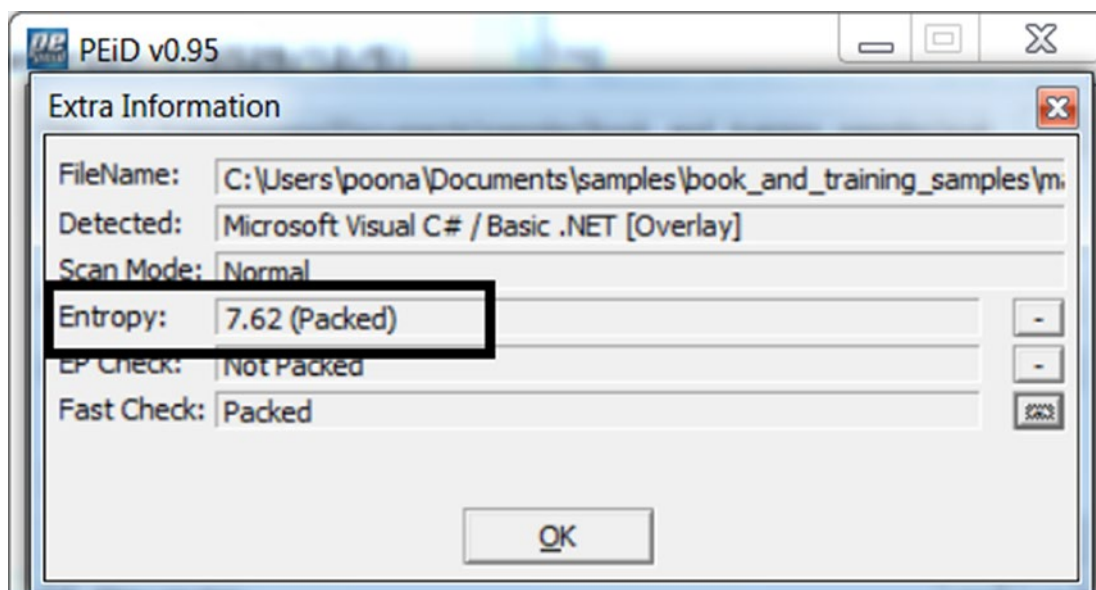 PEiD v0.95
Extra Information
FileName: C:\Users\poona\Documents\samples\book_and_training_samples\m
Detected: Microsoft Visual C# / Basic .NET [Overlay]
Scan Mode: Normal
Entropy: 7.62 (Packed) -
EP Check: Not Packed -
Fast Check: Packed
OK